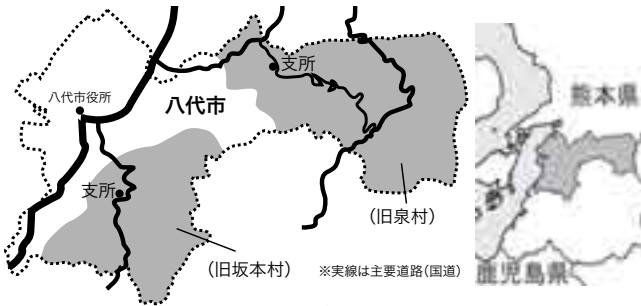 支所
八代市役所
八代市
支所
(旧泉村)
(旧坂本村)
※実線は主要道路(国道)
熊本県
鹿児島県